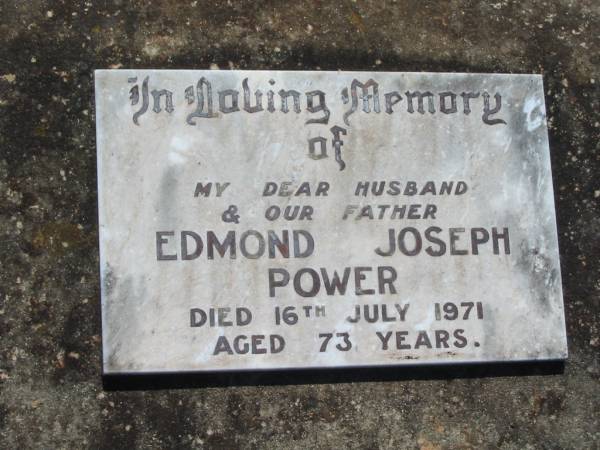 In Loving Memory
of
MY DEAR HUSBAND
& OUR FATHER
EDMOND JOSEPH
POWER
DIED 16TH JULY 1971
AGED 73 YEARS.